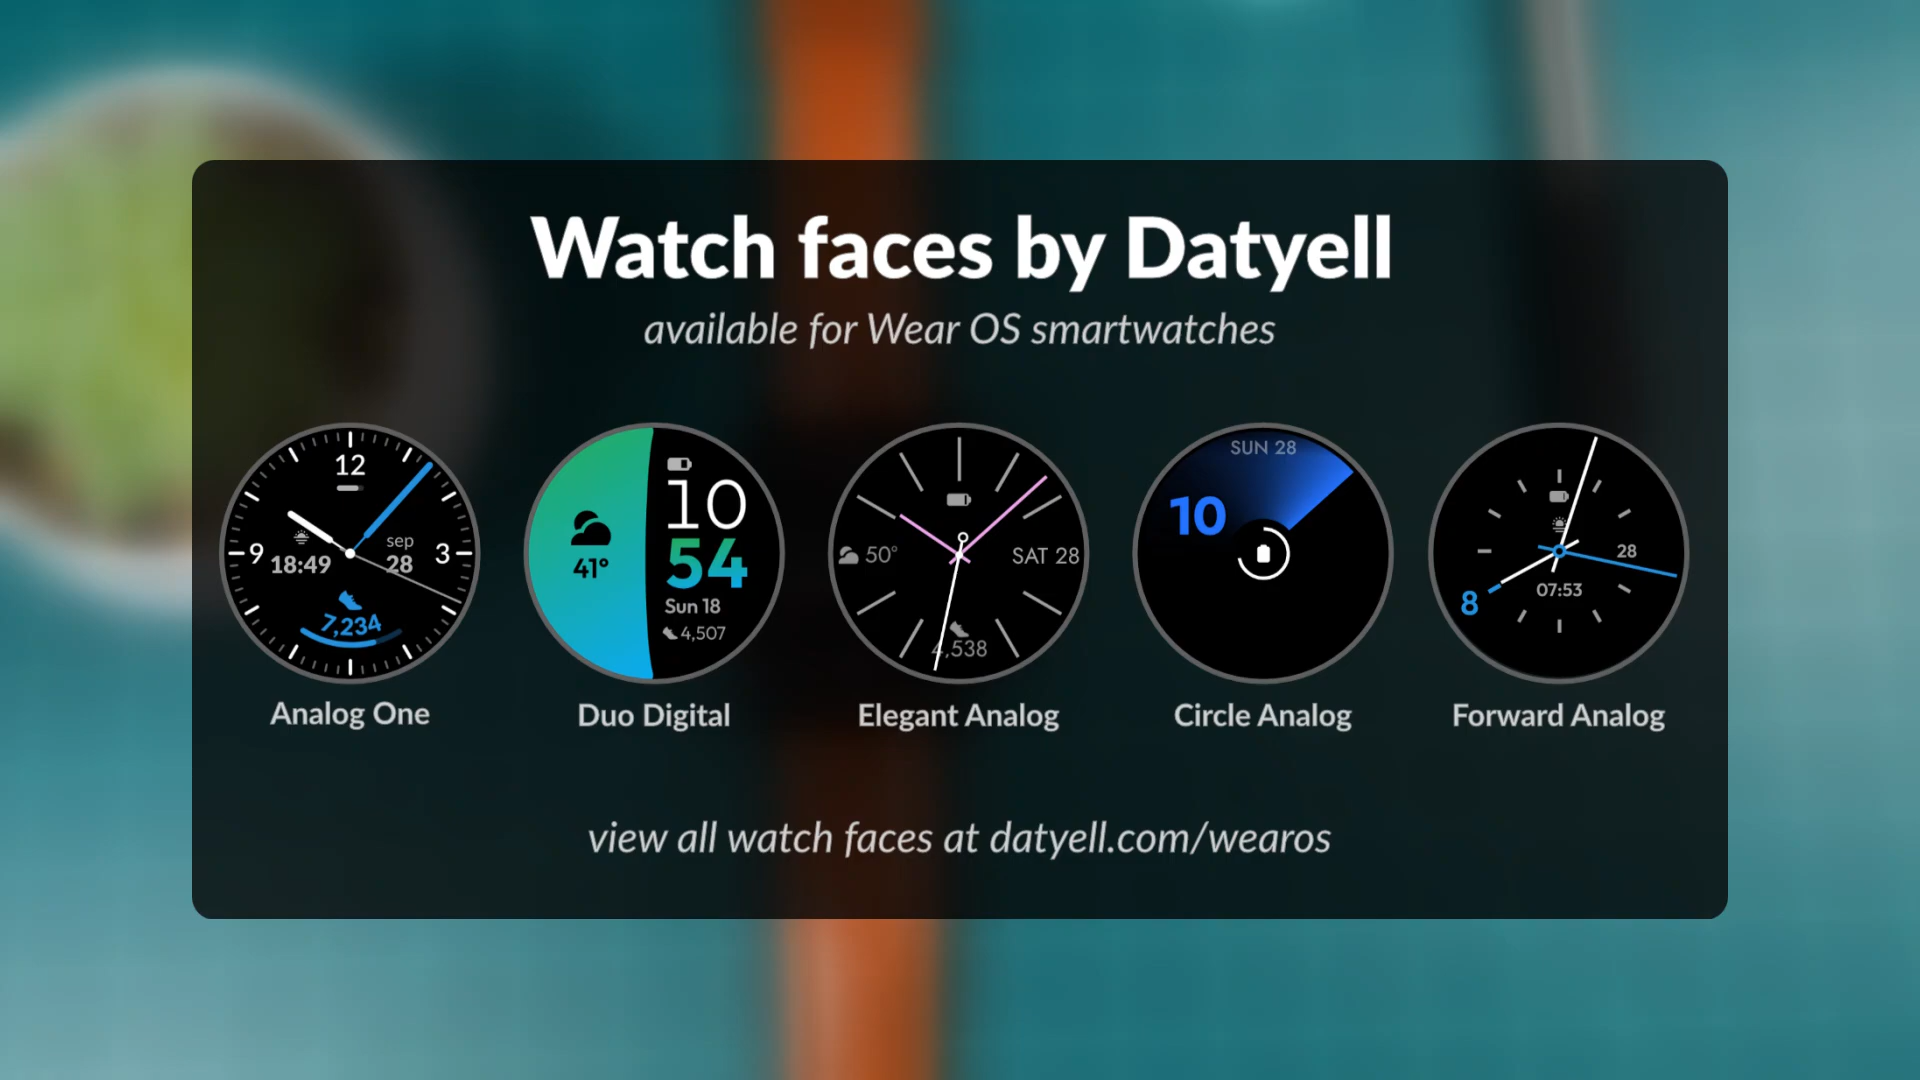 Watch faces by Datyell
available for Wear OS smartwatches
12
9
18:49
sep
28
3
7,234
Analog One
41°
10
54
Sun 18
4,507
Duo Digital
50°
SAT 28
4,538
Elegant Analog
SUN 28
10
Circle Analog
28
07:53
8
Forward Analog
view all watch faces at datyell.com/wearos